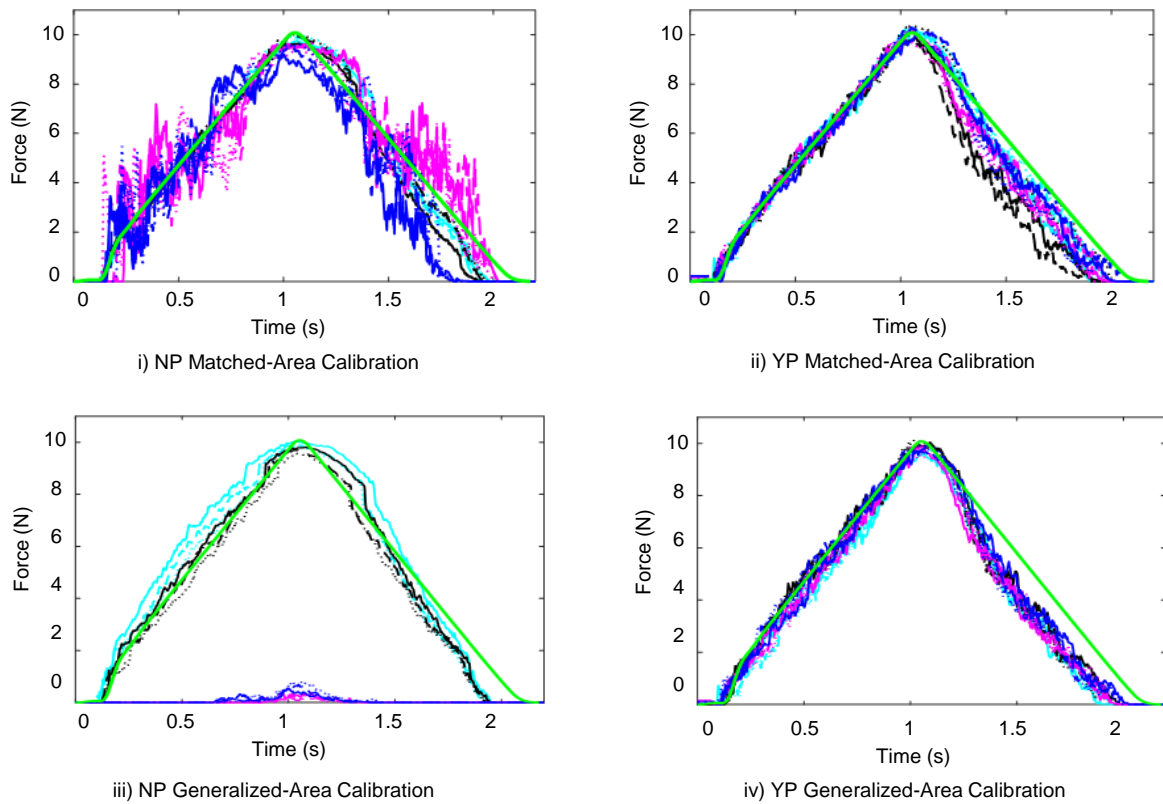 10
8
6
4
2
0
Force (N)
0 0.5 1 1.5 2
Time (s)
i) NP Matched-Area Calibration
10
8
6
4
2
0
Force (N)
0 0.5 1 1.5 2
Time (s)
ii) YP Matched-Area Calibration
10
8
6
4
2
0
Force (N)
0 0.5 1 1.5 2
Time (s)
iii) NP Generalized-Area Calibration
10
8
6
4
2
0
Force (N)
0 0.5 1 1.5 2
Time (s)
iv) YP Generalized-Area Calibration